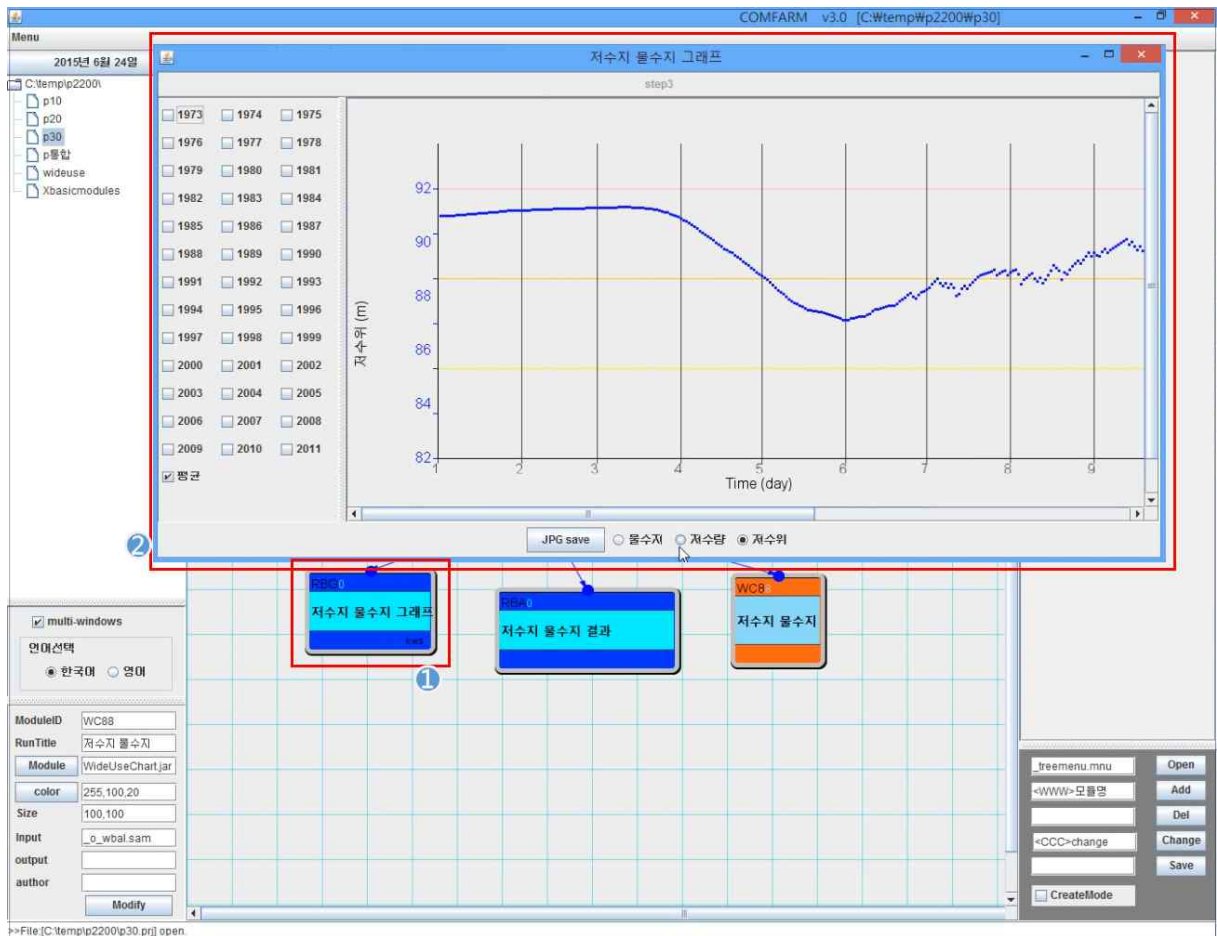 COMFARM v3.0 [C:₩temp₩p2200₩p30]
Menu
2015년 6월 24일
C:\temp\p2200\
p10
p20
p30
p통합
wideuse
Xbasicmodules
저수지 물수지 그래프
step3
1973 1974 1975
1976 1977 1978
1979 1980 1981
1982 1983 1984
1985 1986 1987
1988 1989 1990
1991 1992 1993
1994 1995 1996
1997 1998 1999
2000 2001 2002
2003 2004 2005
2006 2007 2008
2009 2010 2011
평균
저수위 (m)
92
90
88
86
84
82
1 2 3 4 5 6 7 8 9
Time (day)
JPG save 물수지 저수량 저수위
2
RBG0
저수지 물수지 그래프
1
RBA0
저수지 물수지 결과
WC88
저수지 물수지
multi-windows
언어선택
한국어 영어
ModuleID WC88
RunTitle 저수지 물수지
Module WideUseChart.jar
color 255,100,20
Size 100,100
Input _o_wbal.sam
output
author
Modify
_treemenu.mnu Open
<WWW>모듈명 Add
Del
<CCC>change Change
Save
CreateMode
>>File:[C:\temp\p2200\p30.prj] open.